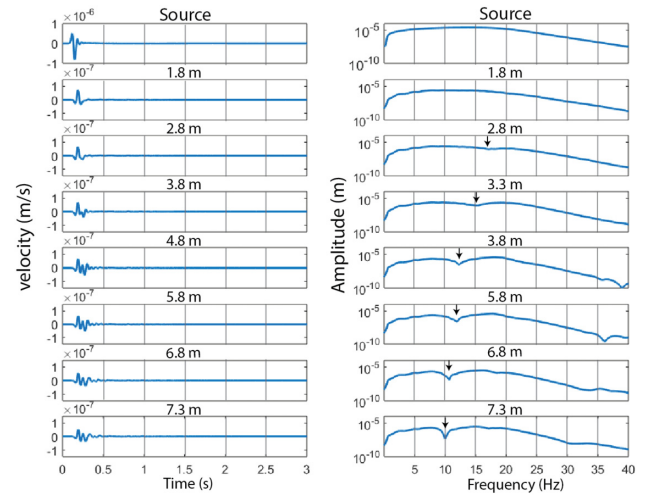 Source
×10⁻⁶
1
0
-1
×10⁻⁷
1.8 m
1
0
-1
×10⁻⁷
2.8 m
1
0
-1
×10⁻⁷
3.8 m
1
0
-1
×10⁻⁷
4.8 m
1
0
-1
×10⁻⁷
5.8 m
1
0
-1
×10⁻⁷
6.8 m
1
0
-1
×10⁻⁷
7.3 m
1
0
-1
0 0.5 1 1.5 2 2.5 3
Time (s)
velocity (m/s)
Source
10⁻⁵
10⁻¹⁰
1.8 m
10⁻⁵
10⁻¹⁰
2.8 m
10⁻⁵
10⁻¹⁰
3.3 m
10⁻⁵
10⁻¹⁰
3.8 m
10⁻⁵
10⁻¹⁰
5.8 m
10⁻⁵
10⁻¹⁰
6.8 m
10⁻⁵
10⁻¹⁰
7.3 m
10⁻⁵
10⁻¹⁰
5 10 15 20 25 30 35 40
Frequency (Hz)
Amplitude (m)